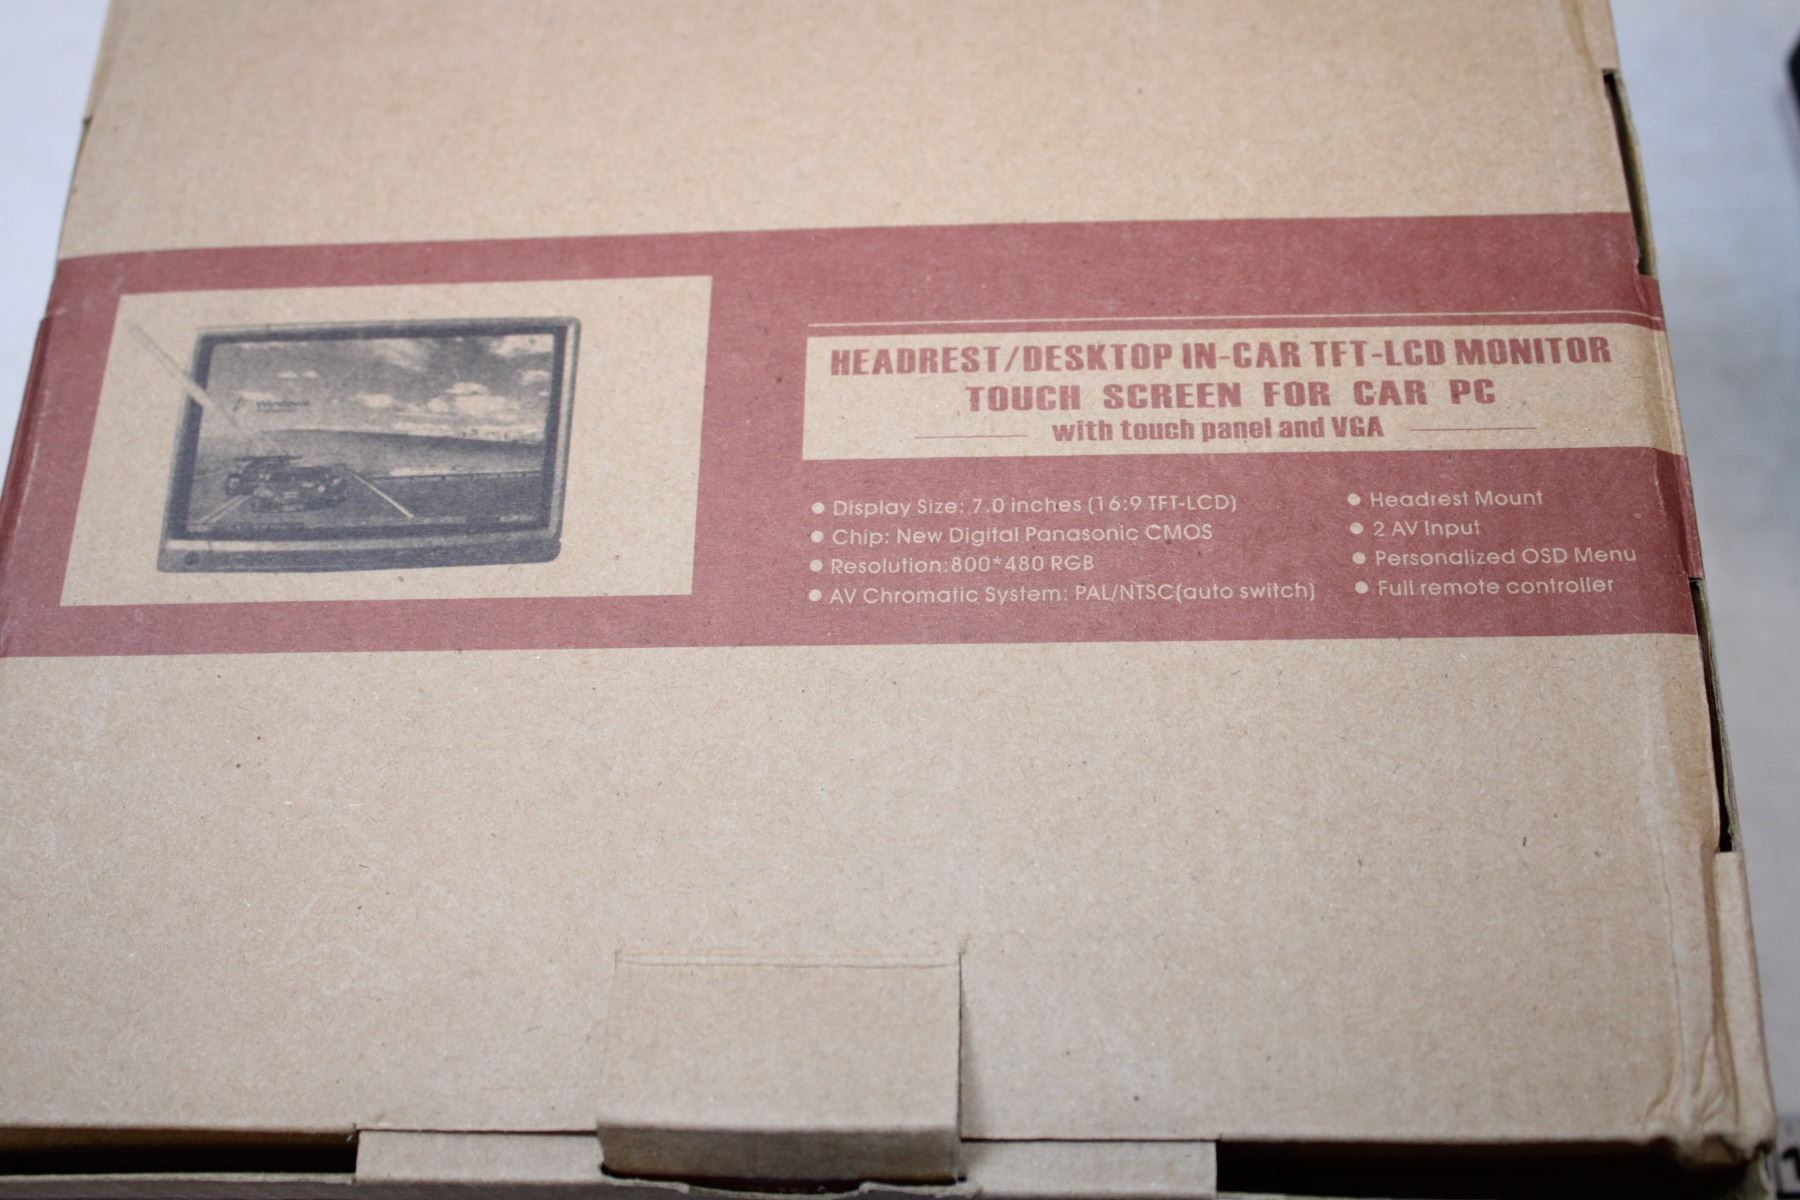 Windows
HEADREST/DESKTOP IN-CAR TFT-LCD MONITOR
TOUCH SCREEN FOR CAR PC
with touch panel and VGA
● Display Size: 7.0 inches (16:9 TFT-LCD)
● Chip: New Digital Panasonic CMOS
● Resolution:800*480 RGB
● AV Chromatic System: PAL/NTSC(auto switch)
● Headrest Mount
● 2 AV Input
● Personalized OSD Menu
● Full remote controller